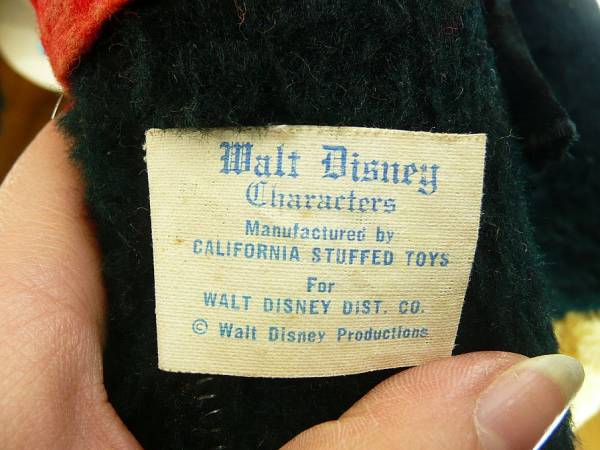 Walt Disney
Characters
Manufactured by
CALIFORNIA STUFFED TOYS
For
WALT DISNEY DIST. CO.
© Walt Disney Productions